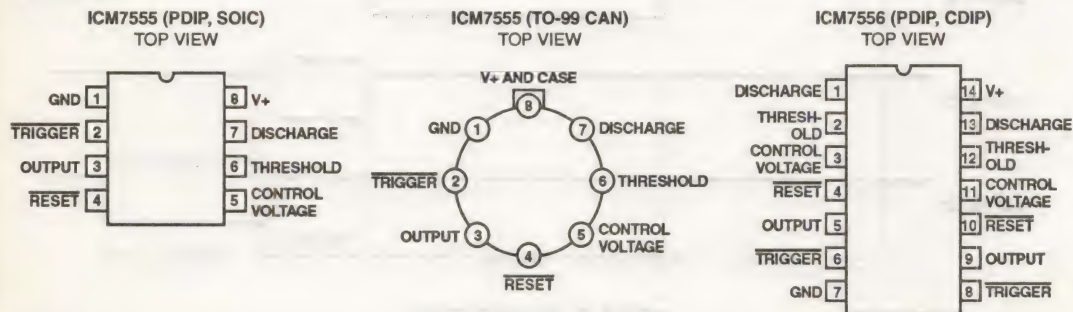 ICM7555 (PDIP, SOIC)
TOP VIEW
GND 1
TRIGGER 2
OUTPUT 3
RESET 4
8 V+
7 DISCHARGE
6 THRESHOLD
5 CONTROL
VOLTAGE
ICM7555 (TO-99 CAN)
TOP VIEW
V+ AND CASE
8
GND 1
7 DISCHARGE
TRIGGER 2
6 THRESHOLD
OUTPUT 3
5 CONTROL
VOLTAGE
4
RESET
ICM7556 (PDIP, CDIP)
TOP VIEW
DISCHARGE 1
THRESH-
OLD 2
CONTROL
VOLTAGE 3
RESET 4
OUTPUT 5
TRIGGER 6
GND 7
14 V+
13 DISCHARGE
12 THRESH-
OLD
11 CONTROL
VOLTAGE
10 RESET
9 OUTPUT
8 TRIGGER